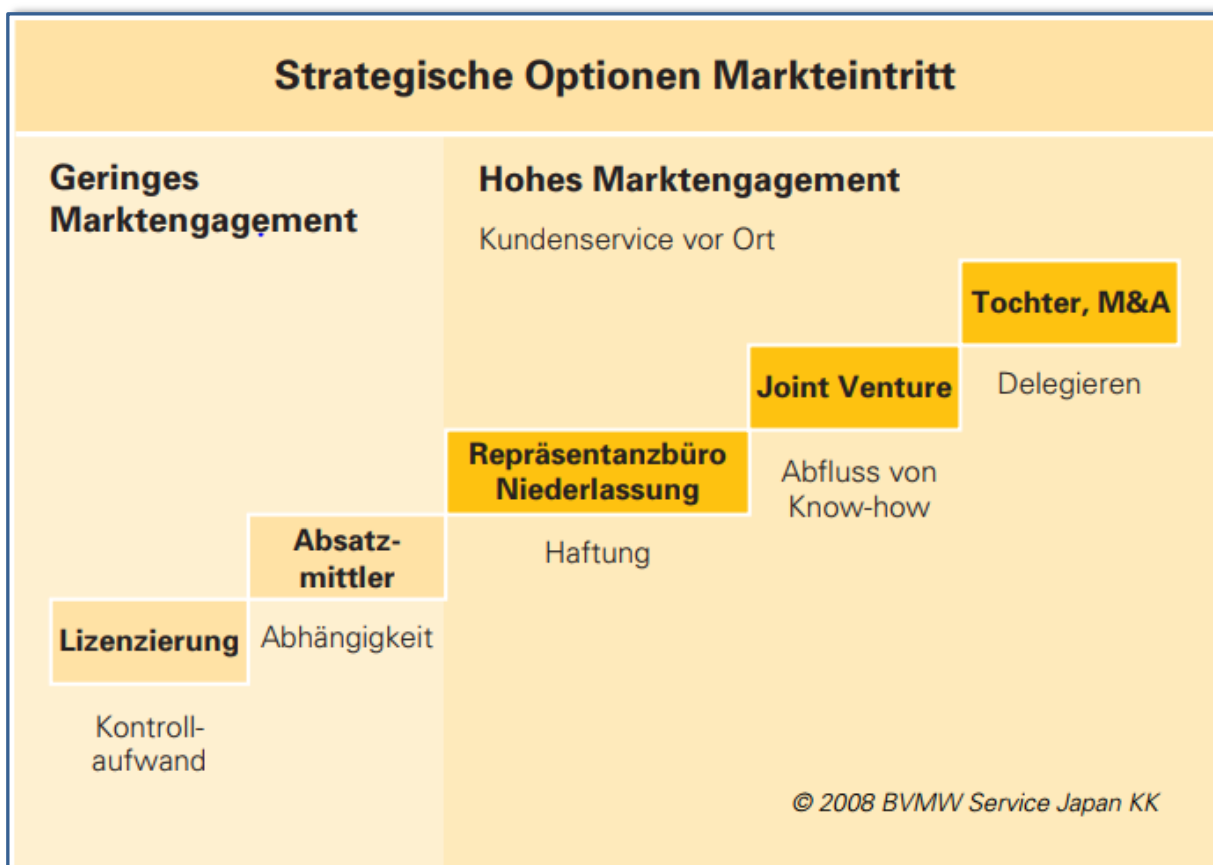 Strategische Optionen Markteintritt
Geringes
Marktengagement
Hohes Marktengagement
Kundenservice vor Ort
Tochter, M&A
Delegieren
Joint Venture
Abfluss von
Know-how
Repräsentanzbüro
Niederlassung
Haftung
Absatz-
mittler
Abhängigkeit
Lizenzierung
Kontroll-
aufwand
© 2008 BVMW Service Japan KK